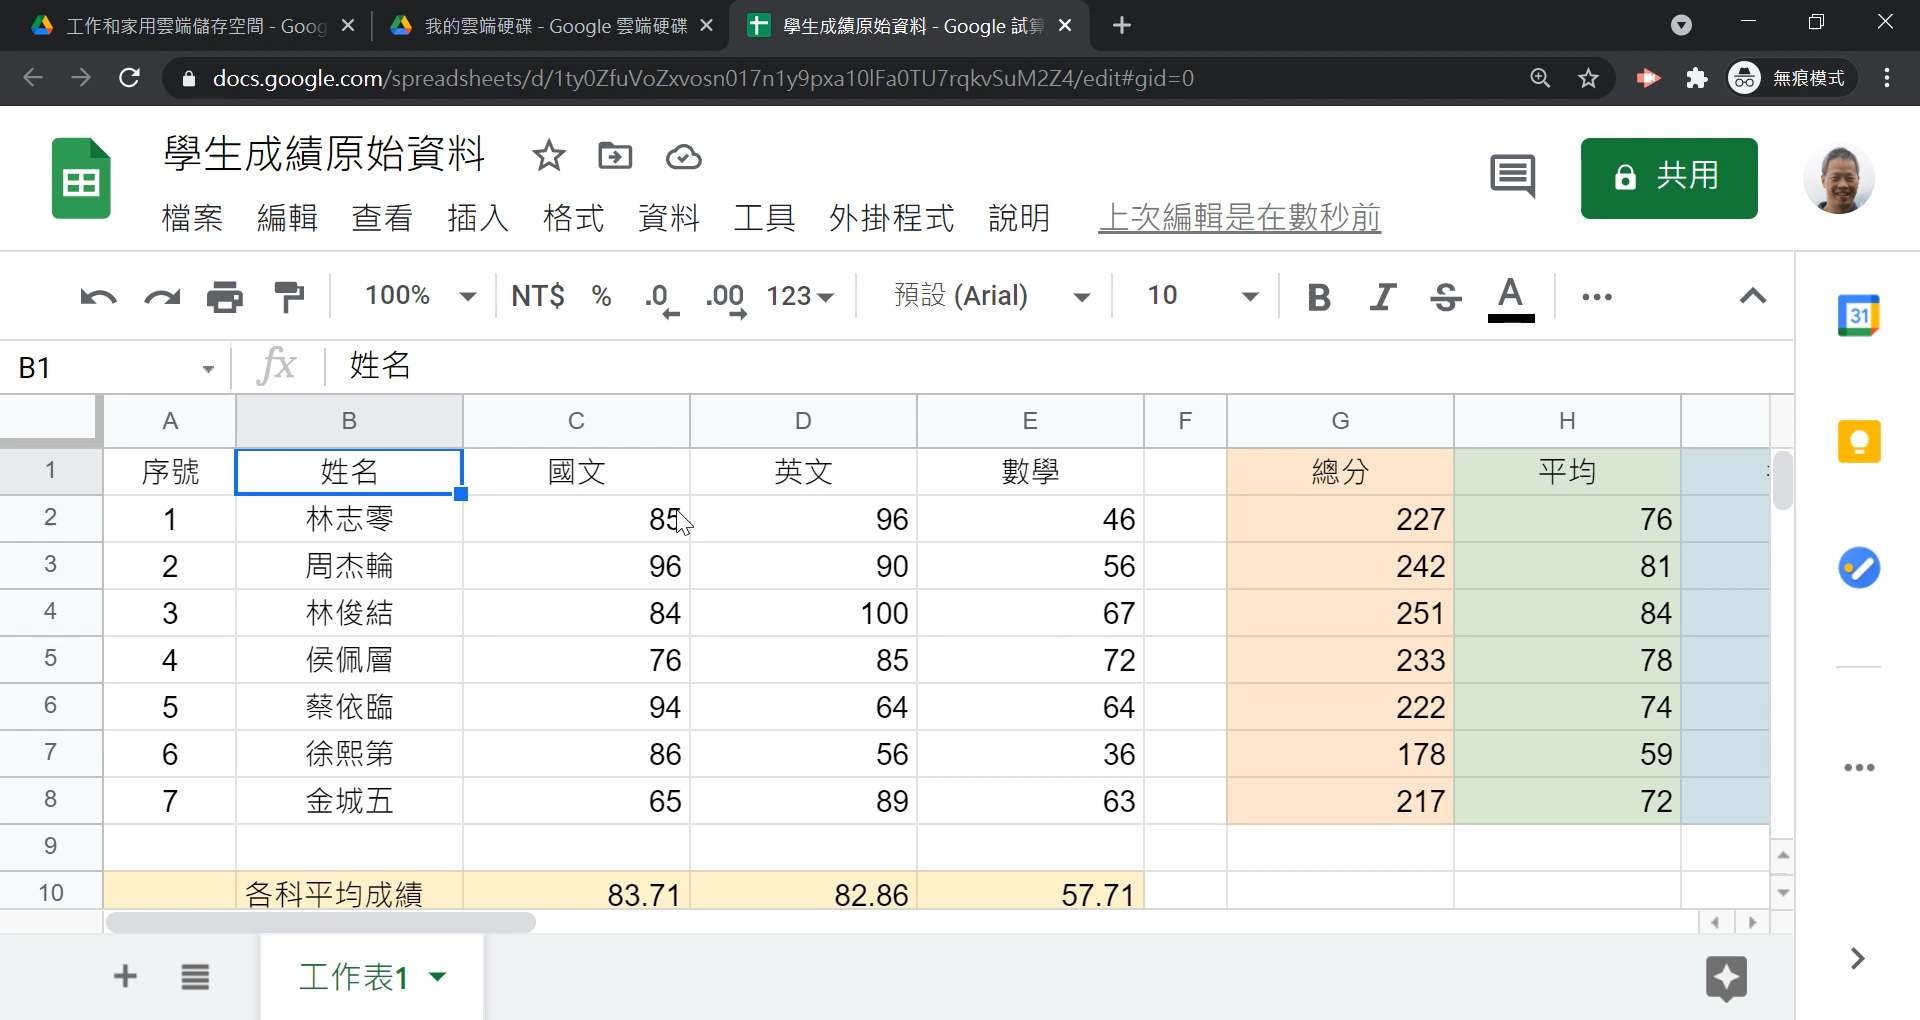 工作和家用雲端儲存空間 - Goog
我的雲端硬碟 - Google 雲端硬碟
學生成績原始資料 - Google 試算
docs.google.com/spreadsheets/d/1ty0ZfuVoZxvosn017n1y9pxa10lFa0TU7rqkvSuM2Z4/edit#gid=0
無痕模式
學生成績原始資料
共用
檔案 編輯 查看 插入 格式 資料 工具 外掛程式 說明 上次編輯是在數秒前
100% NT$ % .0 .00 123 預設 (Arial) 10 B I S A
31
B1 fx 姓名
A B C D E F G H
1 序號 姓名 國文 英文 數學 總分 平均
2 1 林志零 85 96 46 227 76
3 2 周杰輪 96 90 56 242 81
4 3 林俊結 84 100 67 251 84
5 4 侯佩層 76 85 72 233 78
6 5 蔡依臨 94 64 64 222 74
7 6 徐熙第 86 56 36 178 59
8 7 金城五 65 89 63 217 72
9
10 各科平均成績 83.71 82.86 57.71
工作表1